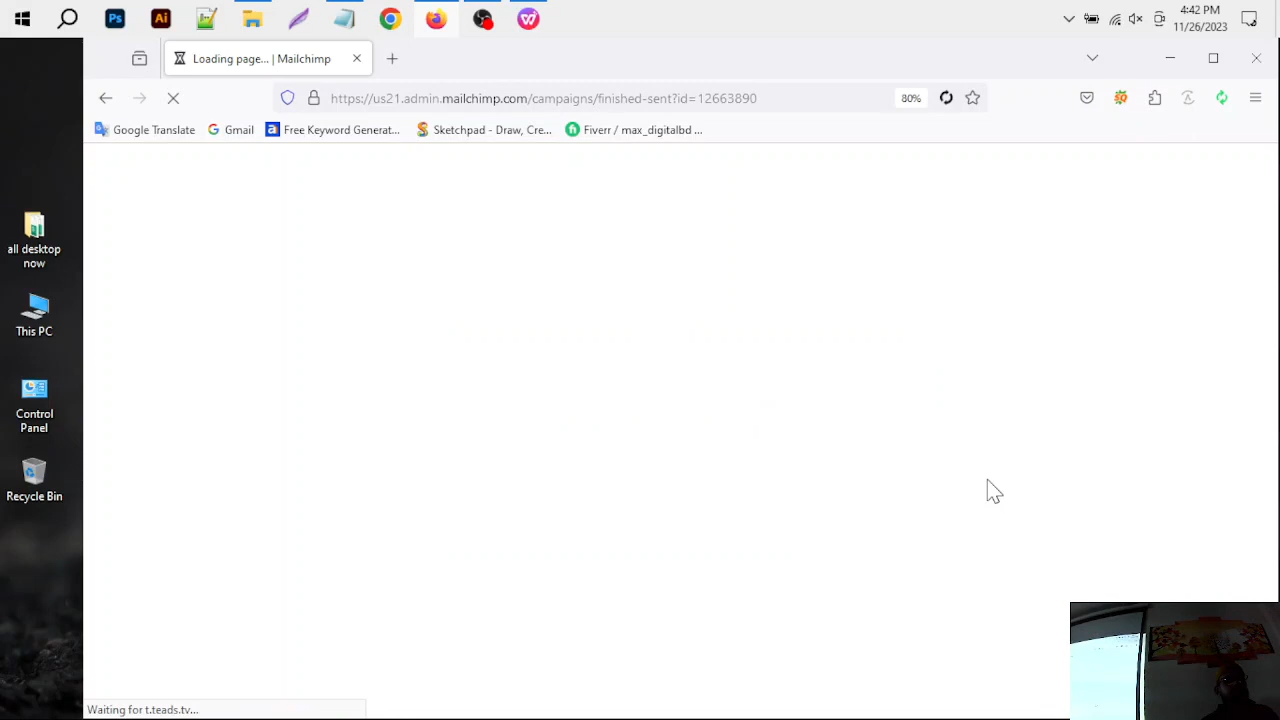 Ps
Ai
4:42 PM
11/26/2023
Loading page... | Mailchimp
https://us21.admin.mailchimp.com/campaigns/finished-sent?id=12663890
80%
Google Translate
Gmail
Free Keyword Generat...
Sketchpad - Draw, Cre...
Fiverr / max_digitalbd ...
all desktop
now
This PC
Control
Panel
Recycle Bin
Waiting for t.teads.tv...